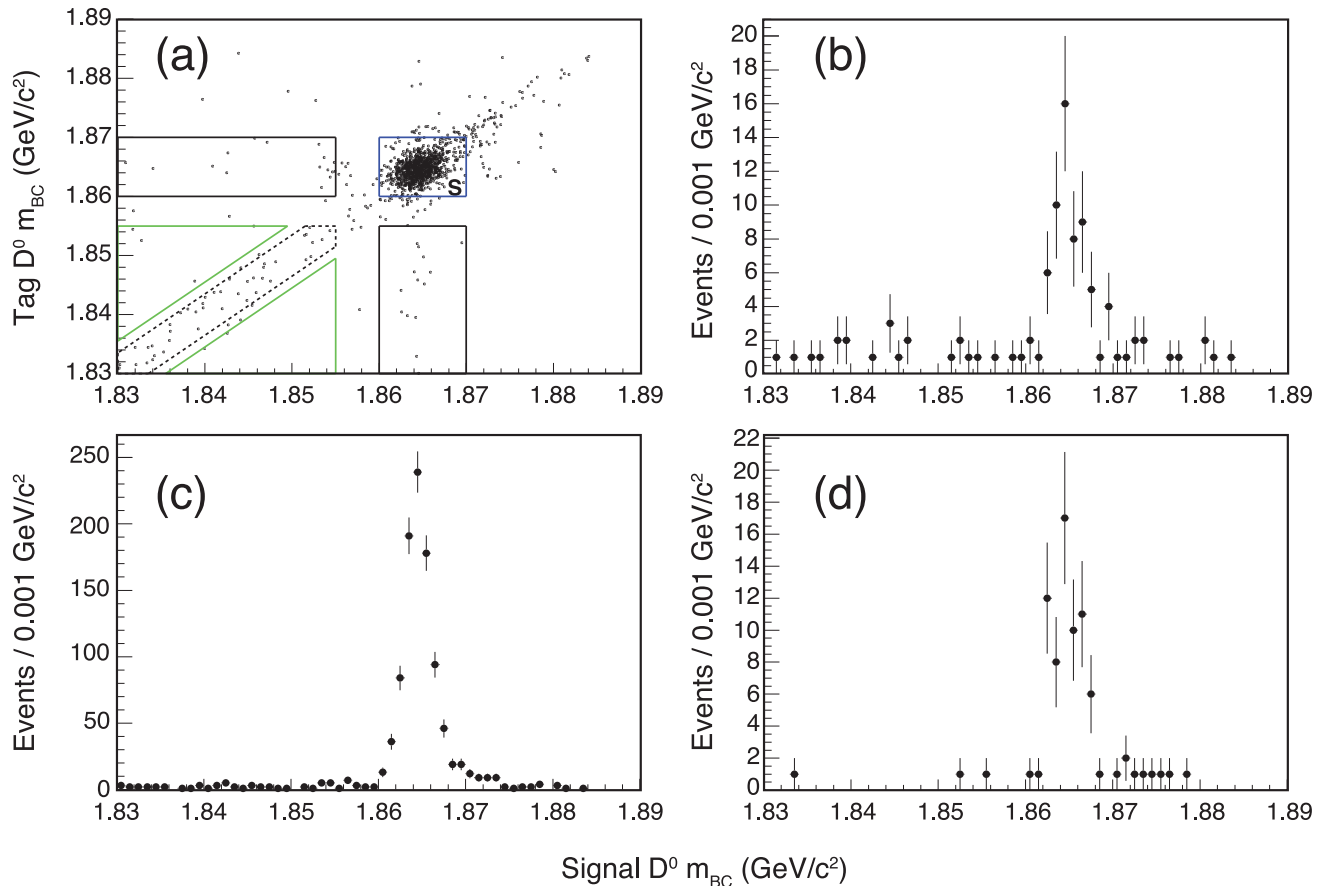 (a)
Tag D⁰ m_BC (GeV/c²)
1.89
1.88
1.87
1.86
1.85
1.84
1.83
S
1.83 1.84 1.85 1.86 1.87 1.88 1.89
(b)
Events / 0.001 GeV/c²
20
18
16
14
12
10
8
6
4
2
0
1.83 1.84 1.85 1.86 1.87 1.88 1.89
(c)
Events / 0.001 GeV/c²
250
200
150
100
50
0
1.83 1.84 1.85 1.86 1.87 1.88 1.89
(d)
Events / 0.001 GeV/c²
22
20
18
16
14
12
10
8
6
4
2
0
1.83 1.84 1.85 1.86 1.87 1.88 1.89
Signal D⁰ m_BC (GeV/c²)